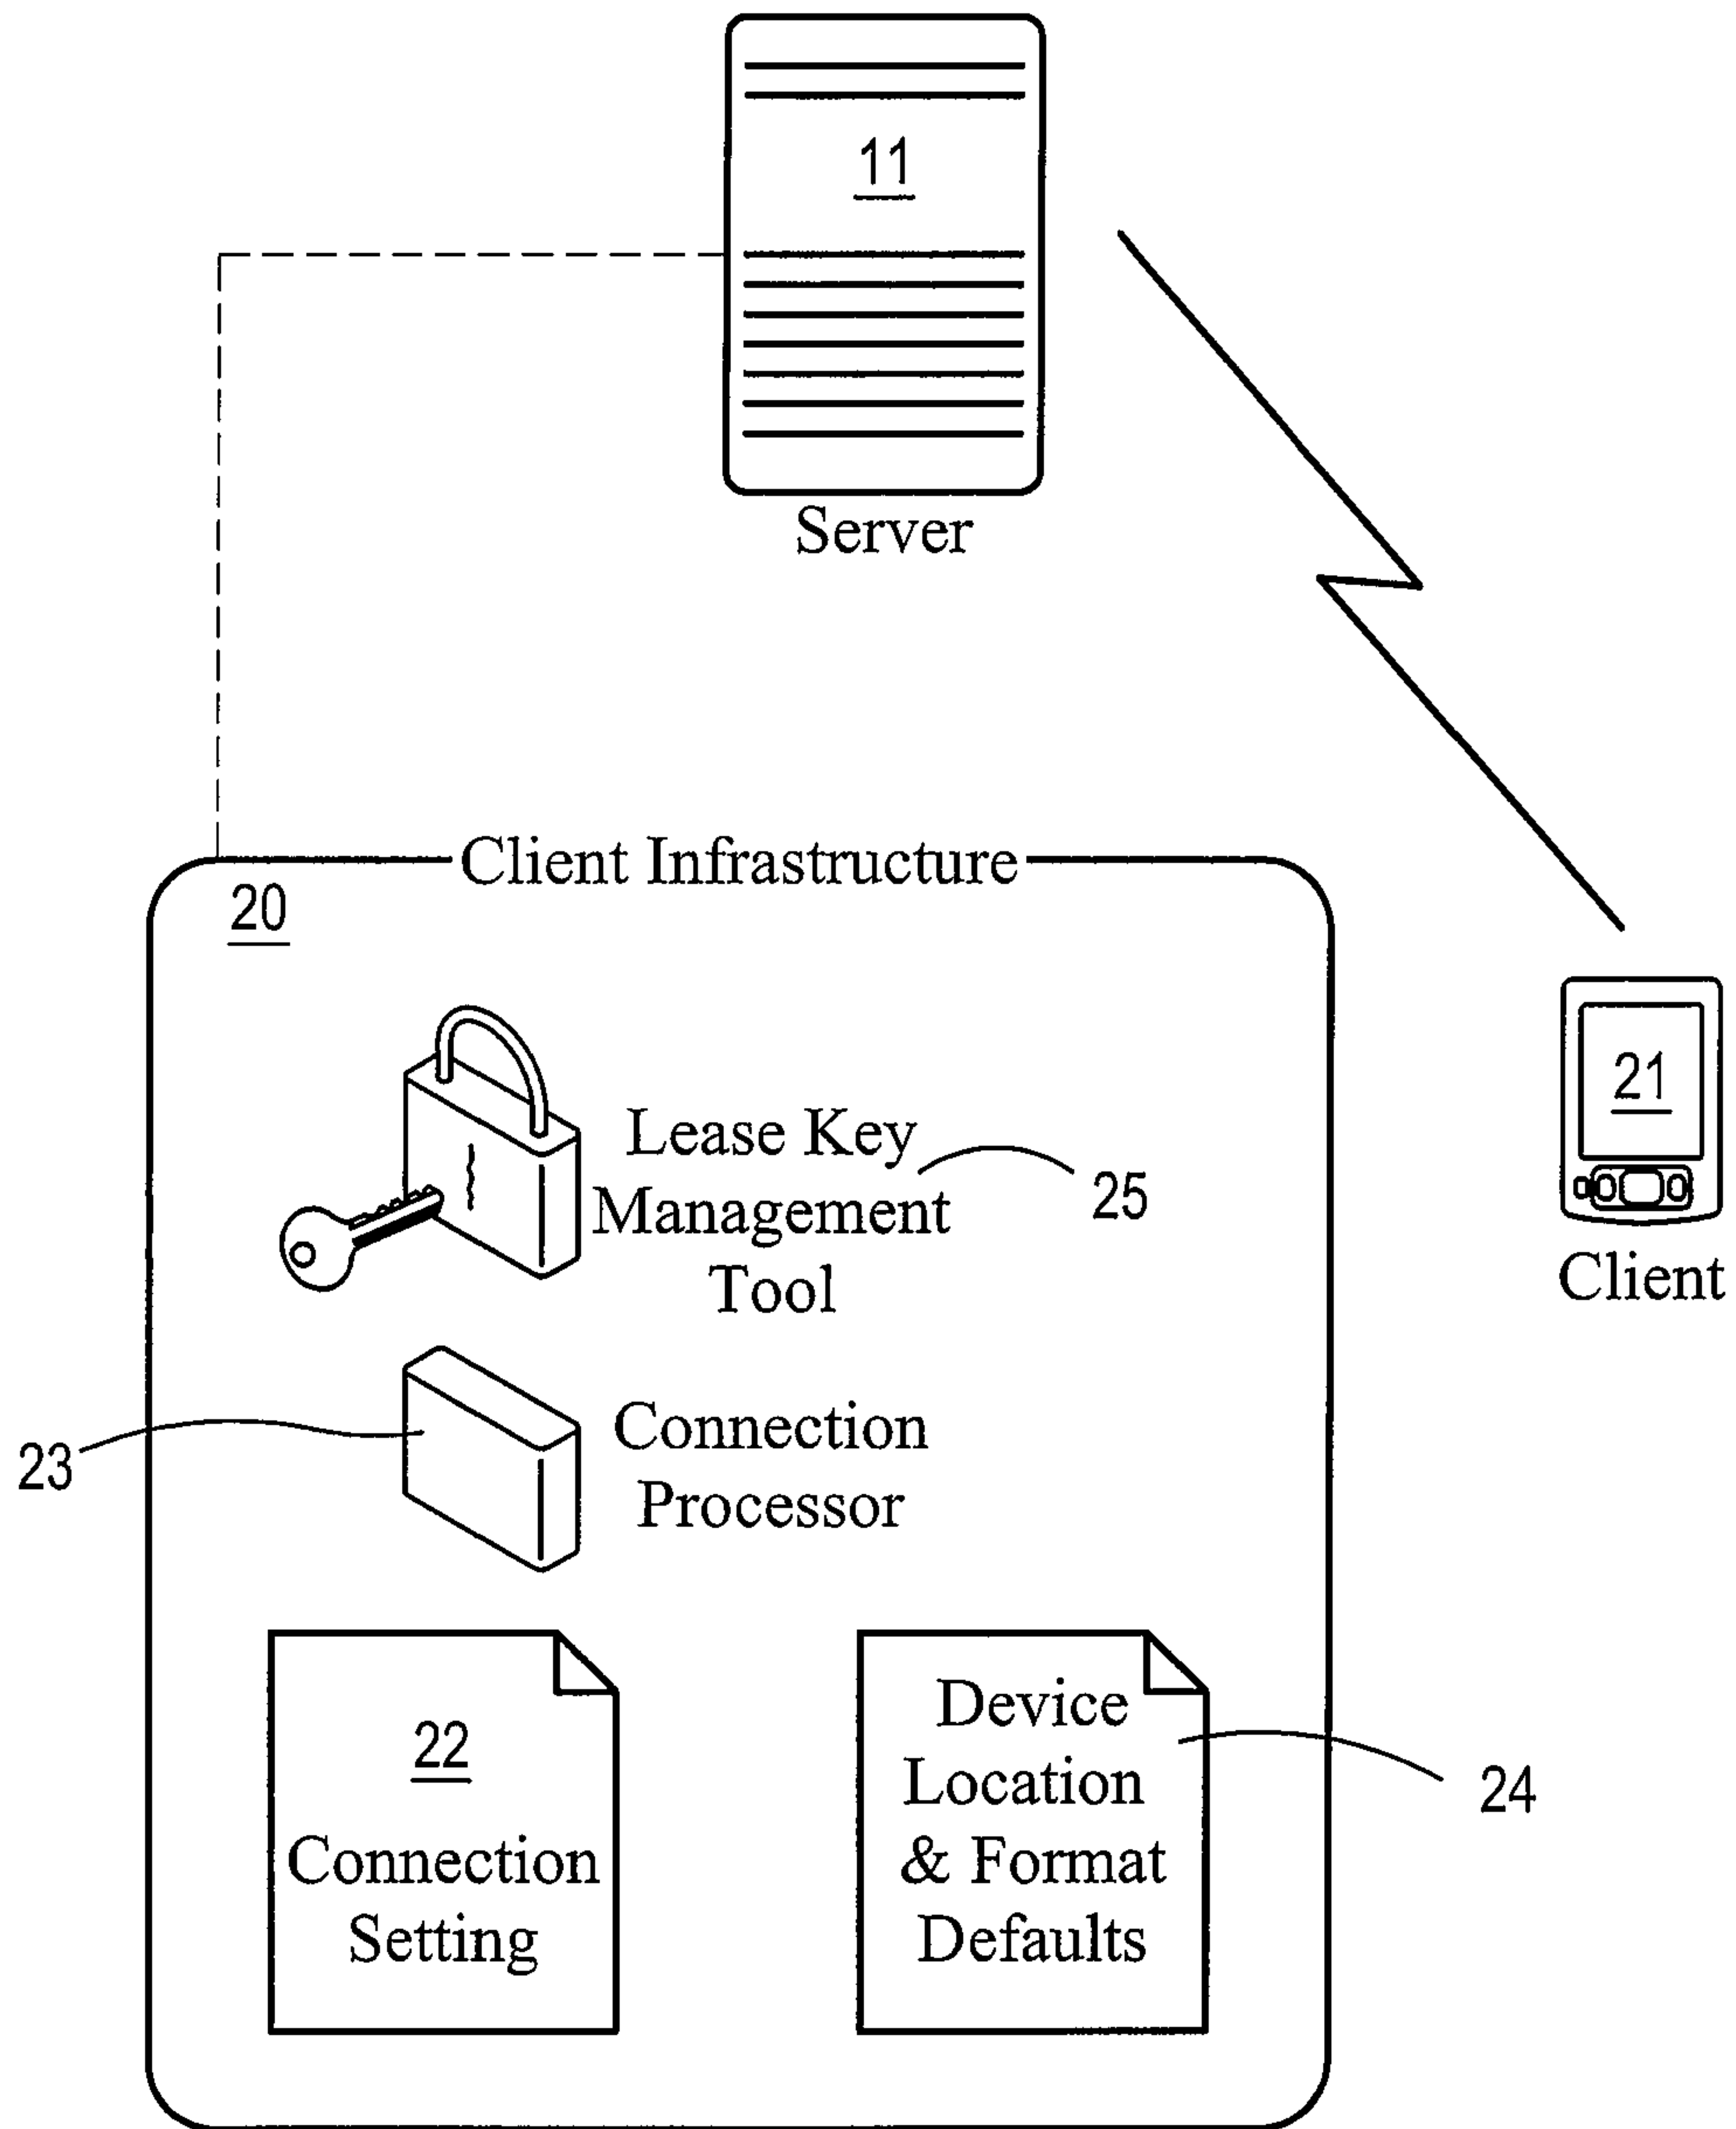 11
Server
Client Infrastructure
20
21
Client
Lease Key
Management
Tool
25
23
Connection
Processor
22
Connection
Setting
Device
Location
& Format
Defaults
24